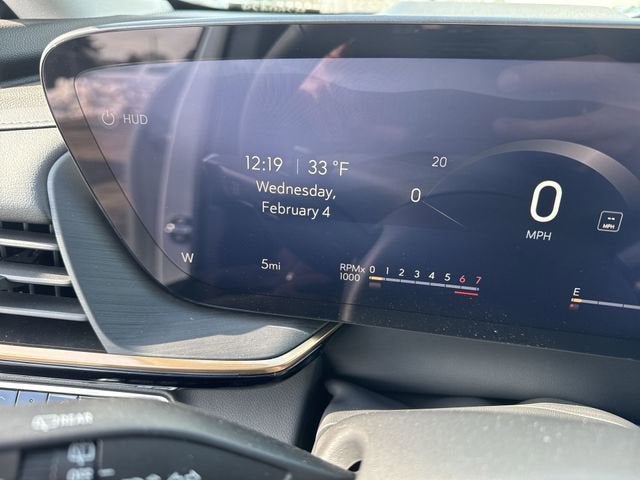 HUD
12:19 | 33 °F
Wednesday,
February 4
W
5mi
20
0
0
MPH
--
MPH
RPMx
1000
0 1 2 3 4 5 6 7
E
REAR